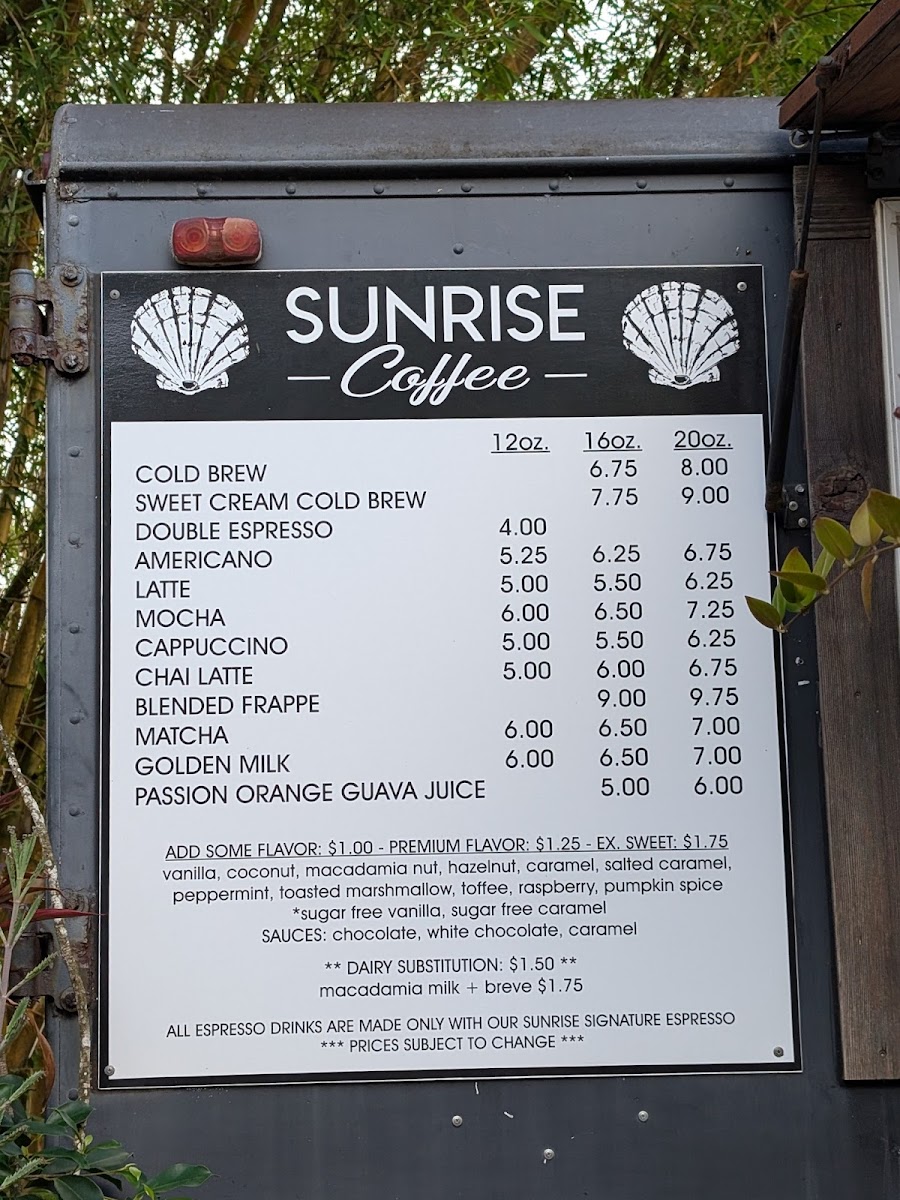 SUNRISE
— Coffee —
12oz. 16oz. 20oz.
COLD BREW 6.75 8.00
SWEET CREAM COLD BREW 7.75 9.00
DOUBLE ESPRESSO 4.00
AMERICANO 5.25 6.25 6.75
LATTE 5.00 5.50 6.25
MOCHA 6.00 6.50 7.25
CAPPUCCINO 5.00 5.50 6.25
CHAI LATTE 5.00 6.00 6.75
BLENDED FRAPPE 9.00 9.75
MATCHA 6.00 6.50 7.00
GOLDEN MILK 6.00 6.50 7.00
PASSION ORANGE GUAVA JUICE 5.00 6.00
ADD SOME FLAVOR: $1.00 - PREMIUM FLAVOR: $1.25 - EX. SWEET: $1.75
vanilla, coconut, macadamia nut, hazelnut, caramel, salted caramel,
peppermint, toasted marshmallow, toffee, raspberry, pumpkin spice
*sugar free vanilla, sugar free caramel
SAUCES: chocolate, white chocolate, caramel
** DAIRY SUBSTITUTION: $1.50 **
macadamia milk + breve $1.75
ALL ESPRESSO DRINKS ARE MADE ONLY WITH OUR SUNRISE SIGNATURE ESPRESSO
*** PRICES SUBJECT TO CHANGE ***